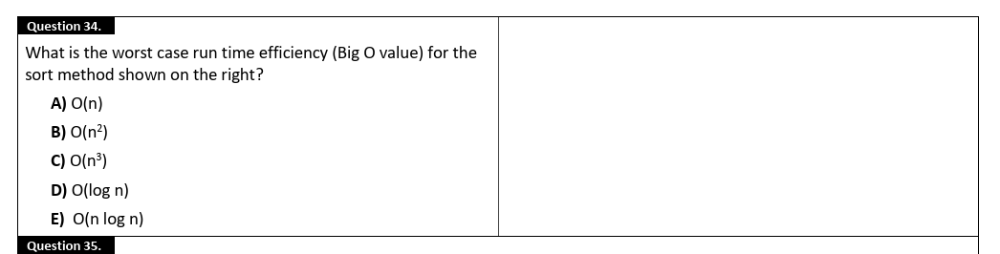 Question 34.
What is the worst case run time efficiency (Big O value) for the
sort method shown on the right?
A) O(n)
B) O(n²)
C) O(n³)
D) O(log n)
E) O(n log n)
Question 35.